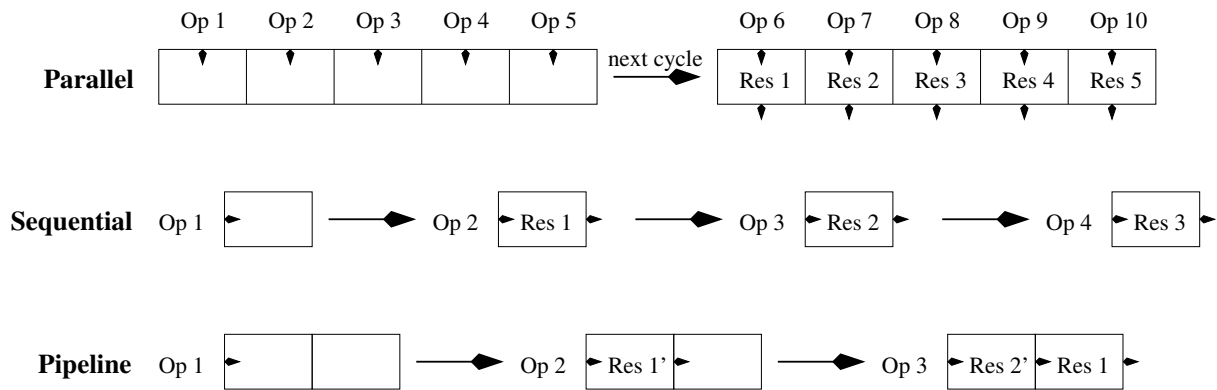 Op 1 Op 2 Op 3 Op 4 Op 5 Op 6 Op 7 Op 8 Op 9 Op 10
Parallel next cycle Res 1 Res 2 Res 3 Res 4 Res 5
Sequential Op 1 Op 2 Res 1 Op 3 Res 2 Op 4 Res 3
Pipeline Op 1 Op 2 Res 1’ Op 3 Res 2’ Res 1